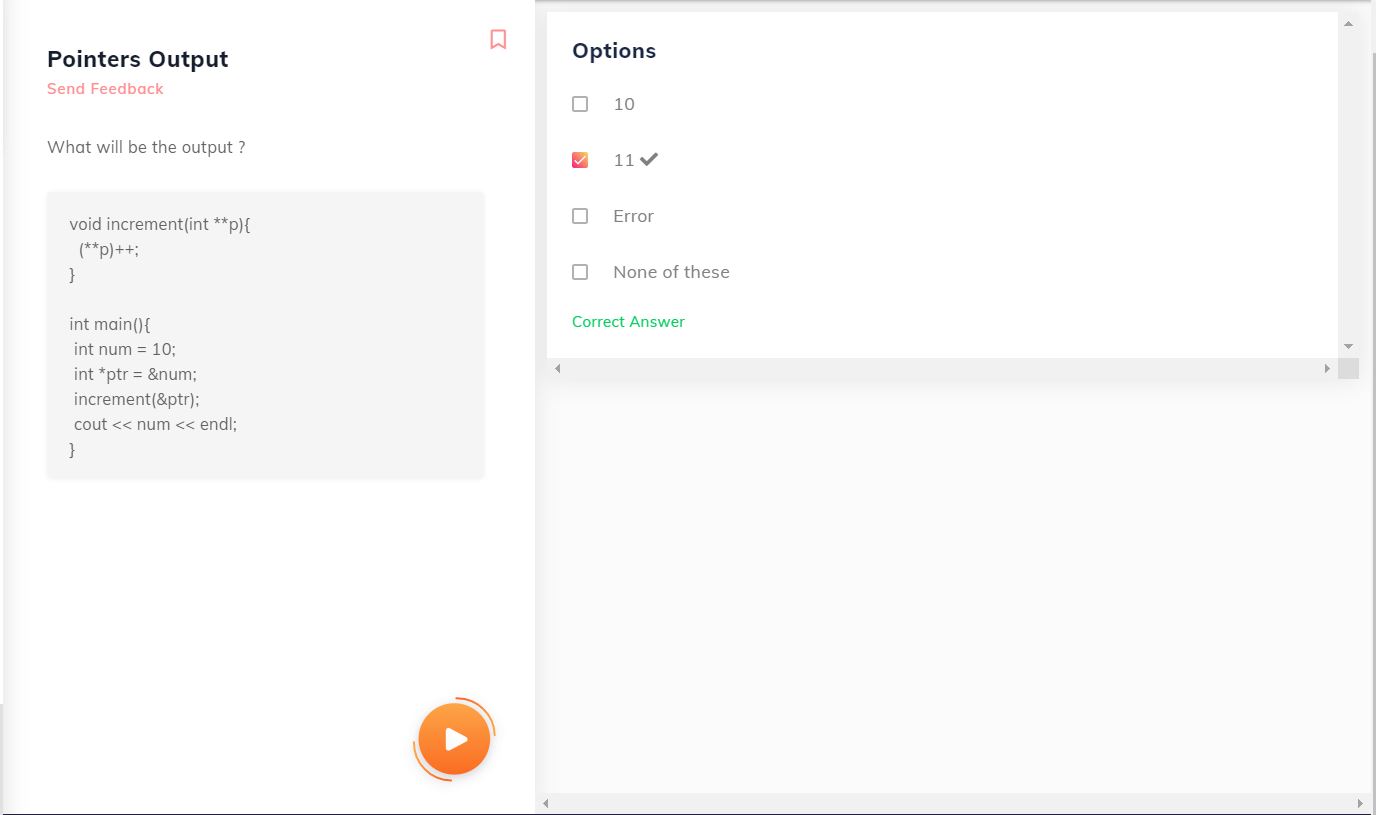 Pointers Output
Send Feedback
What will be the output ?
void increment(int **p){
(**p)++;
}
int main(){
int num = 10;
int *ptr = &num;
increment(&ptr);
cout << num << endl;
}
Options
10
11
Error
None of these
Correct Answer